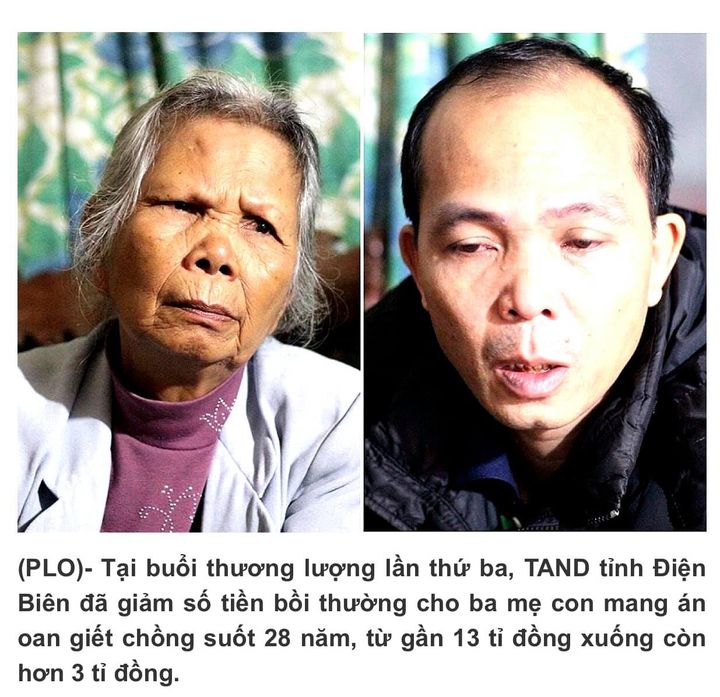 (PLO)- Tại buổi thương lượng lần thứ ba, TAND tỉnh Điện
Biên đã giảm số tiền bồi thường cho ba mẹ con mang án
oan giết chồng suốt 28 năm, từ gần 13 tỉ đồng xuống còn
hơn 3 tỉ đồng.